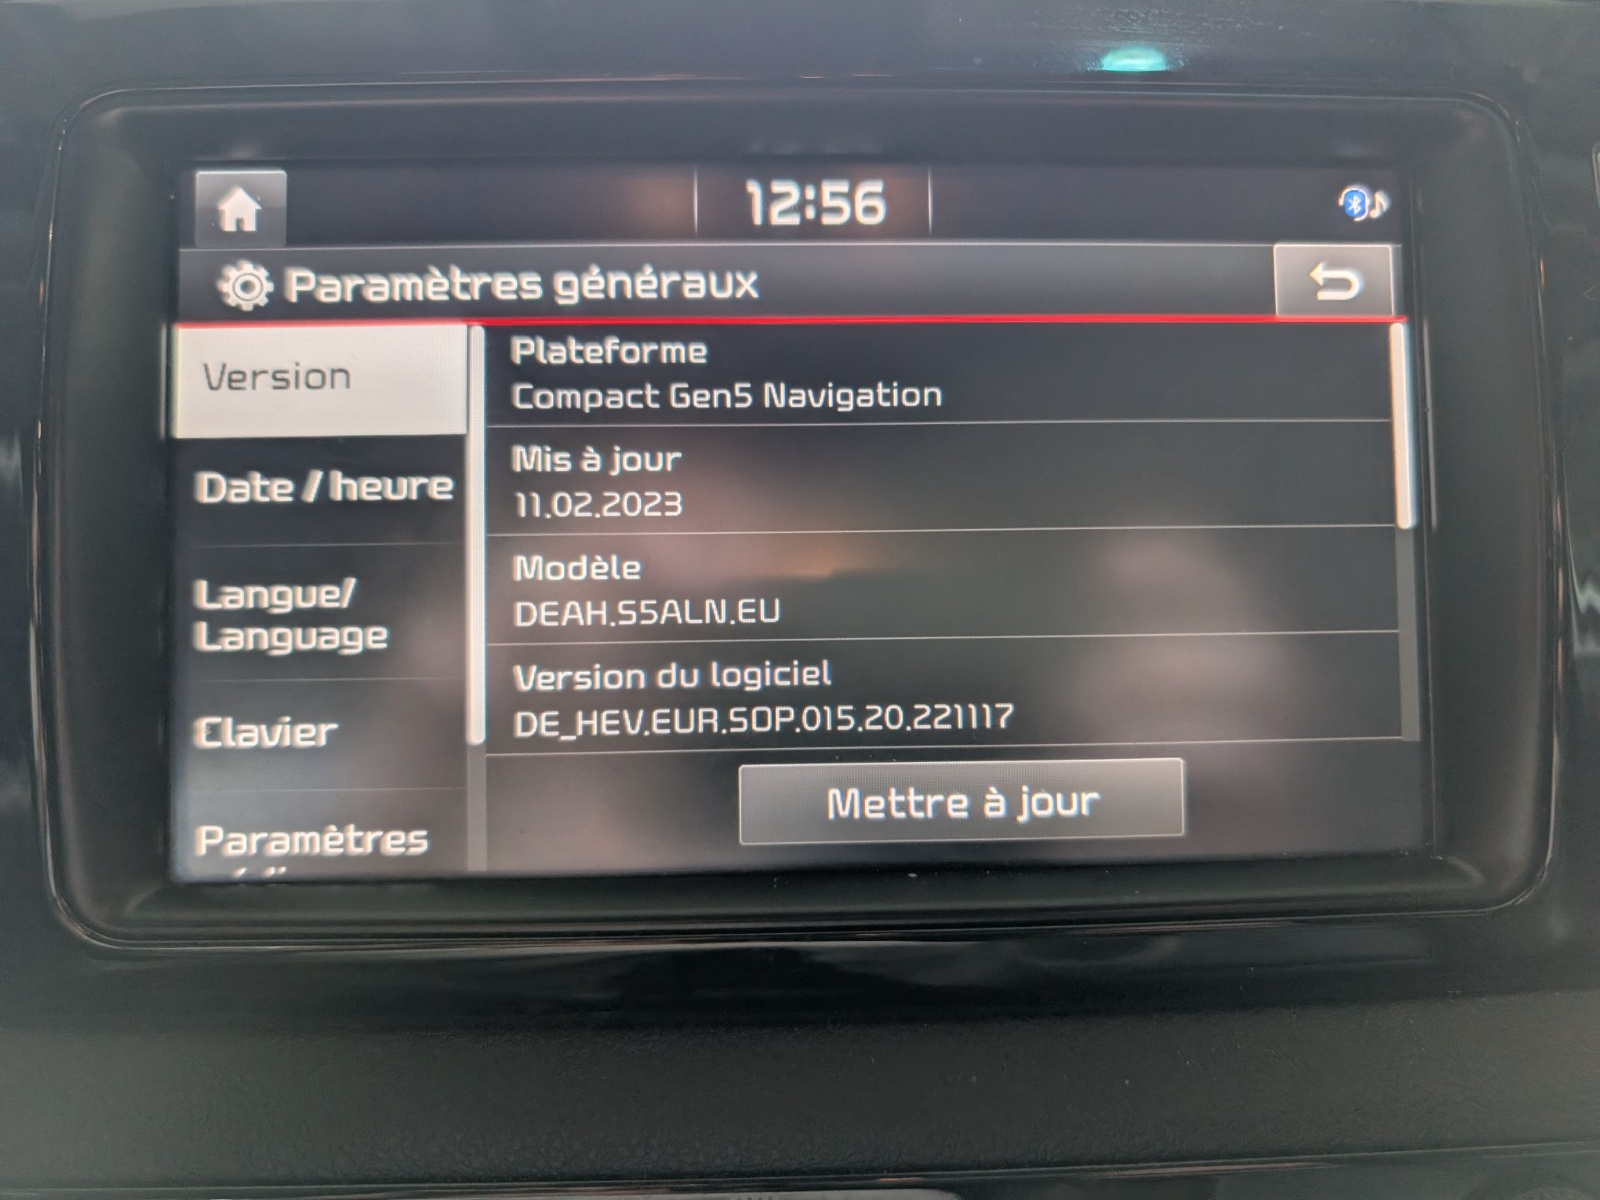 12:56
Paramètres généraux
Version
Date / heure
Langue/
Language
Clavier
Paramètres
Plateforme
Compact Gen5 Navigation
Mis à jour
11.02.2023
Modèle
DEAH.S5ALN.EU
Version du logiciel
DE_HEV.EUR.SOP.015.20.221117
Mettre à jour